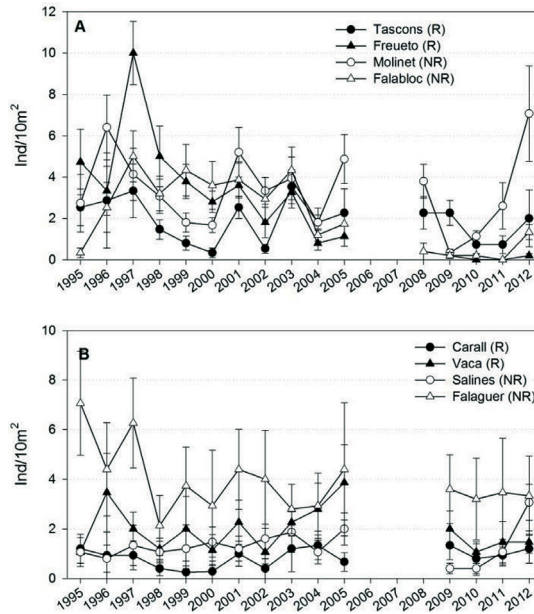 A
Tascons (R)
Freueto (R)
Molinet (NR)
Falabloc (NR)
Ind/10m²
12
10
8
6
4
2
0
1995 1996 1997 1998 1999 2000 2001 2002 2003 2004 2005 2006 2007 2008 2009 2010 2011 2012
B
Carall (R)
Vaca (R)
Salines (NR)
Falaguer (NR)
Ind/10m²
10
8
6
4
2
0
1995 1996 1997 1998 1999 2000 2001 2002 2003 2004 2005 2006 2007 2008 2009 2010 2011 2012